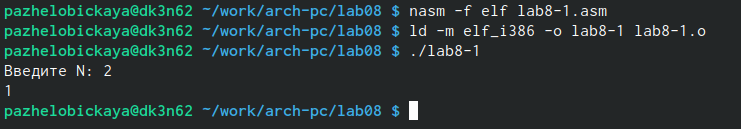 pazhelobickaya@dk3n62 ~/work/arch-pc/lab08 $ nasm -f elf lab8-1.asm
pazhelobickaya@dk3n62 ~/work/arch-pc/lab08 $ ld -m elf_i386 -o lab8-1 lab8-1.o
pazhelobickaya@dk3n62 ~/work/arch-pc/lab08 $ ./lab8-1
Введите N: 2
1
pazhelobickaya@dk3n62 ~/work/arch-pc/lab08 $